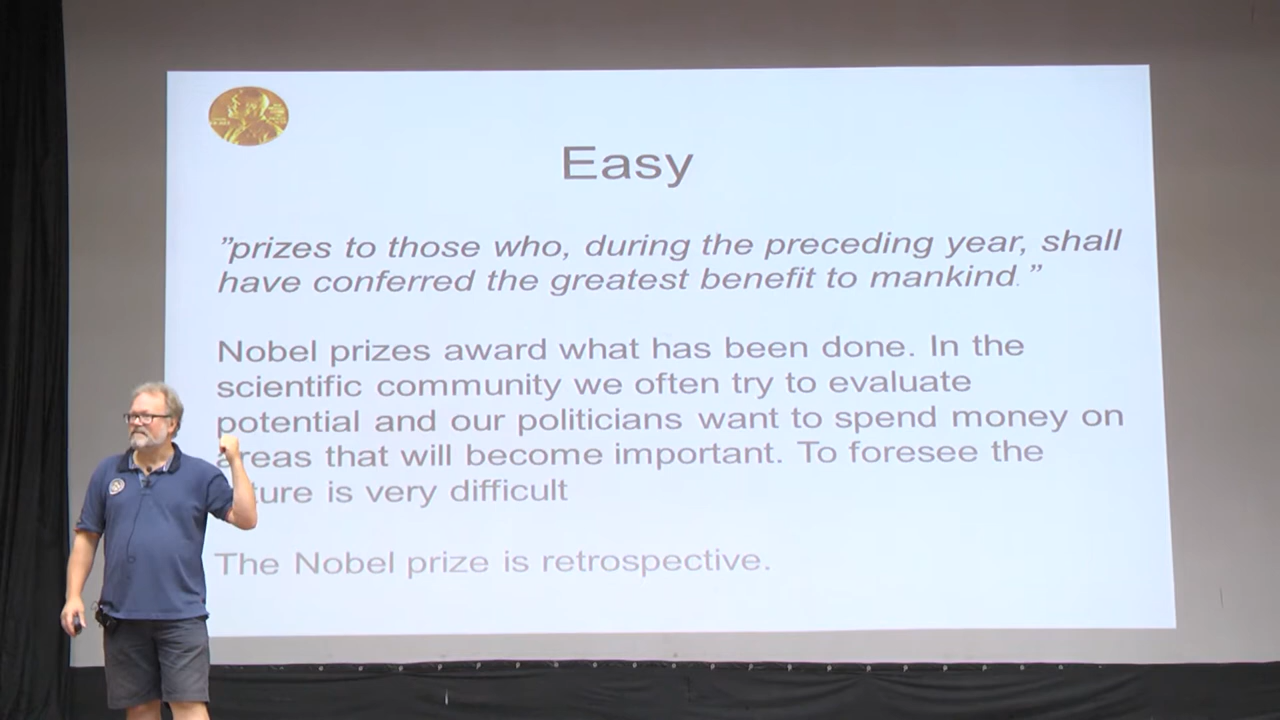 Easy
”prizes to those who, during the preceding year, shall
have conferred the greatest benefit to mankind.”
Nobel prizes award what has been done. In the
scientific community we often try to evaluate
potential and our politicians want to spend money on
areas that will become important. To foresee the
ture is very difficult
The Nobel prize is retrospective.